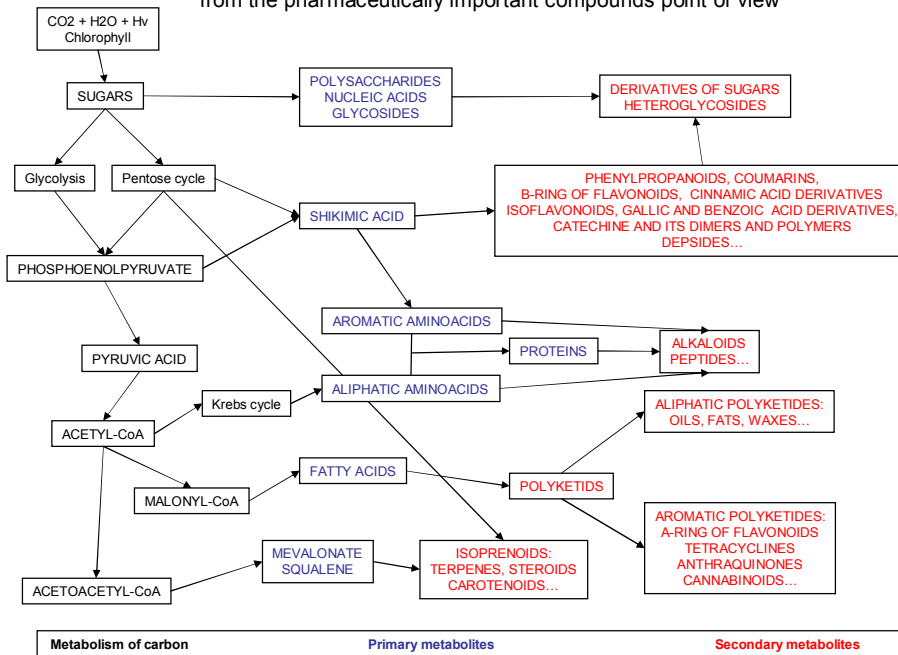 from the pharmaceutically important compounds point of view
CO2 + H2O + Hv
Chlorophyll
SUGARS
POLYSACCHARIDES
NUCLEIC ACIDS
GLYCOSIDES
DERIVATIVES OF SUGARS
HETEROGLYCOSIDES
Glycolysis
Pentose cycle
SHIKIMIC ACID
PHENYLPROPANOIDS, COUMARINS,
B-RING OF FLAVONOIDS, CINNAMIC ACID DERIVATIVES
ISOFLAVONOIDS, GALLIC AND BENZOIC ACID DERIVATIVES,
CATECHINE AND ITS DIMERS AND POLYMERS
DEPSIDES...
PHOSPHOENOLPYRUVATE
AROMATIC AMINOACIDS
PROTEINS
ALKALOIDS
PEPTIDES...
PYRUVIC ACID
Krebs cycle
ALIPHATIC AMINOACIDS
ALIPHATIC POLYKETIDES:
OILS, FATS, WAXES...
ACETYL-CoA
FATTY ACIDS
POLYKETIDS
MALONYL-CoA
AROMATIC POLYKETIDES:
A-RING OF FLAVONOIDS
TETRACYCLINES
ANTHRAQUINONES
CANNABINOIDS...
MEVALONATE
SQUALENE
ISOPRENOIDS:
TERPENES, STEROIDS
CAROTENOIDS...
ACETOACETYL-CoA
Metabolism of carbon
Primary metabolites
Secondary metabolites